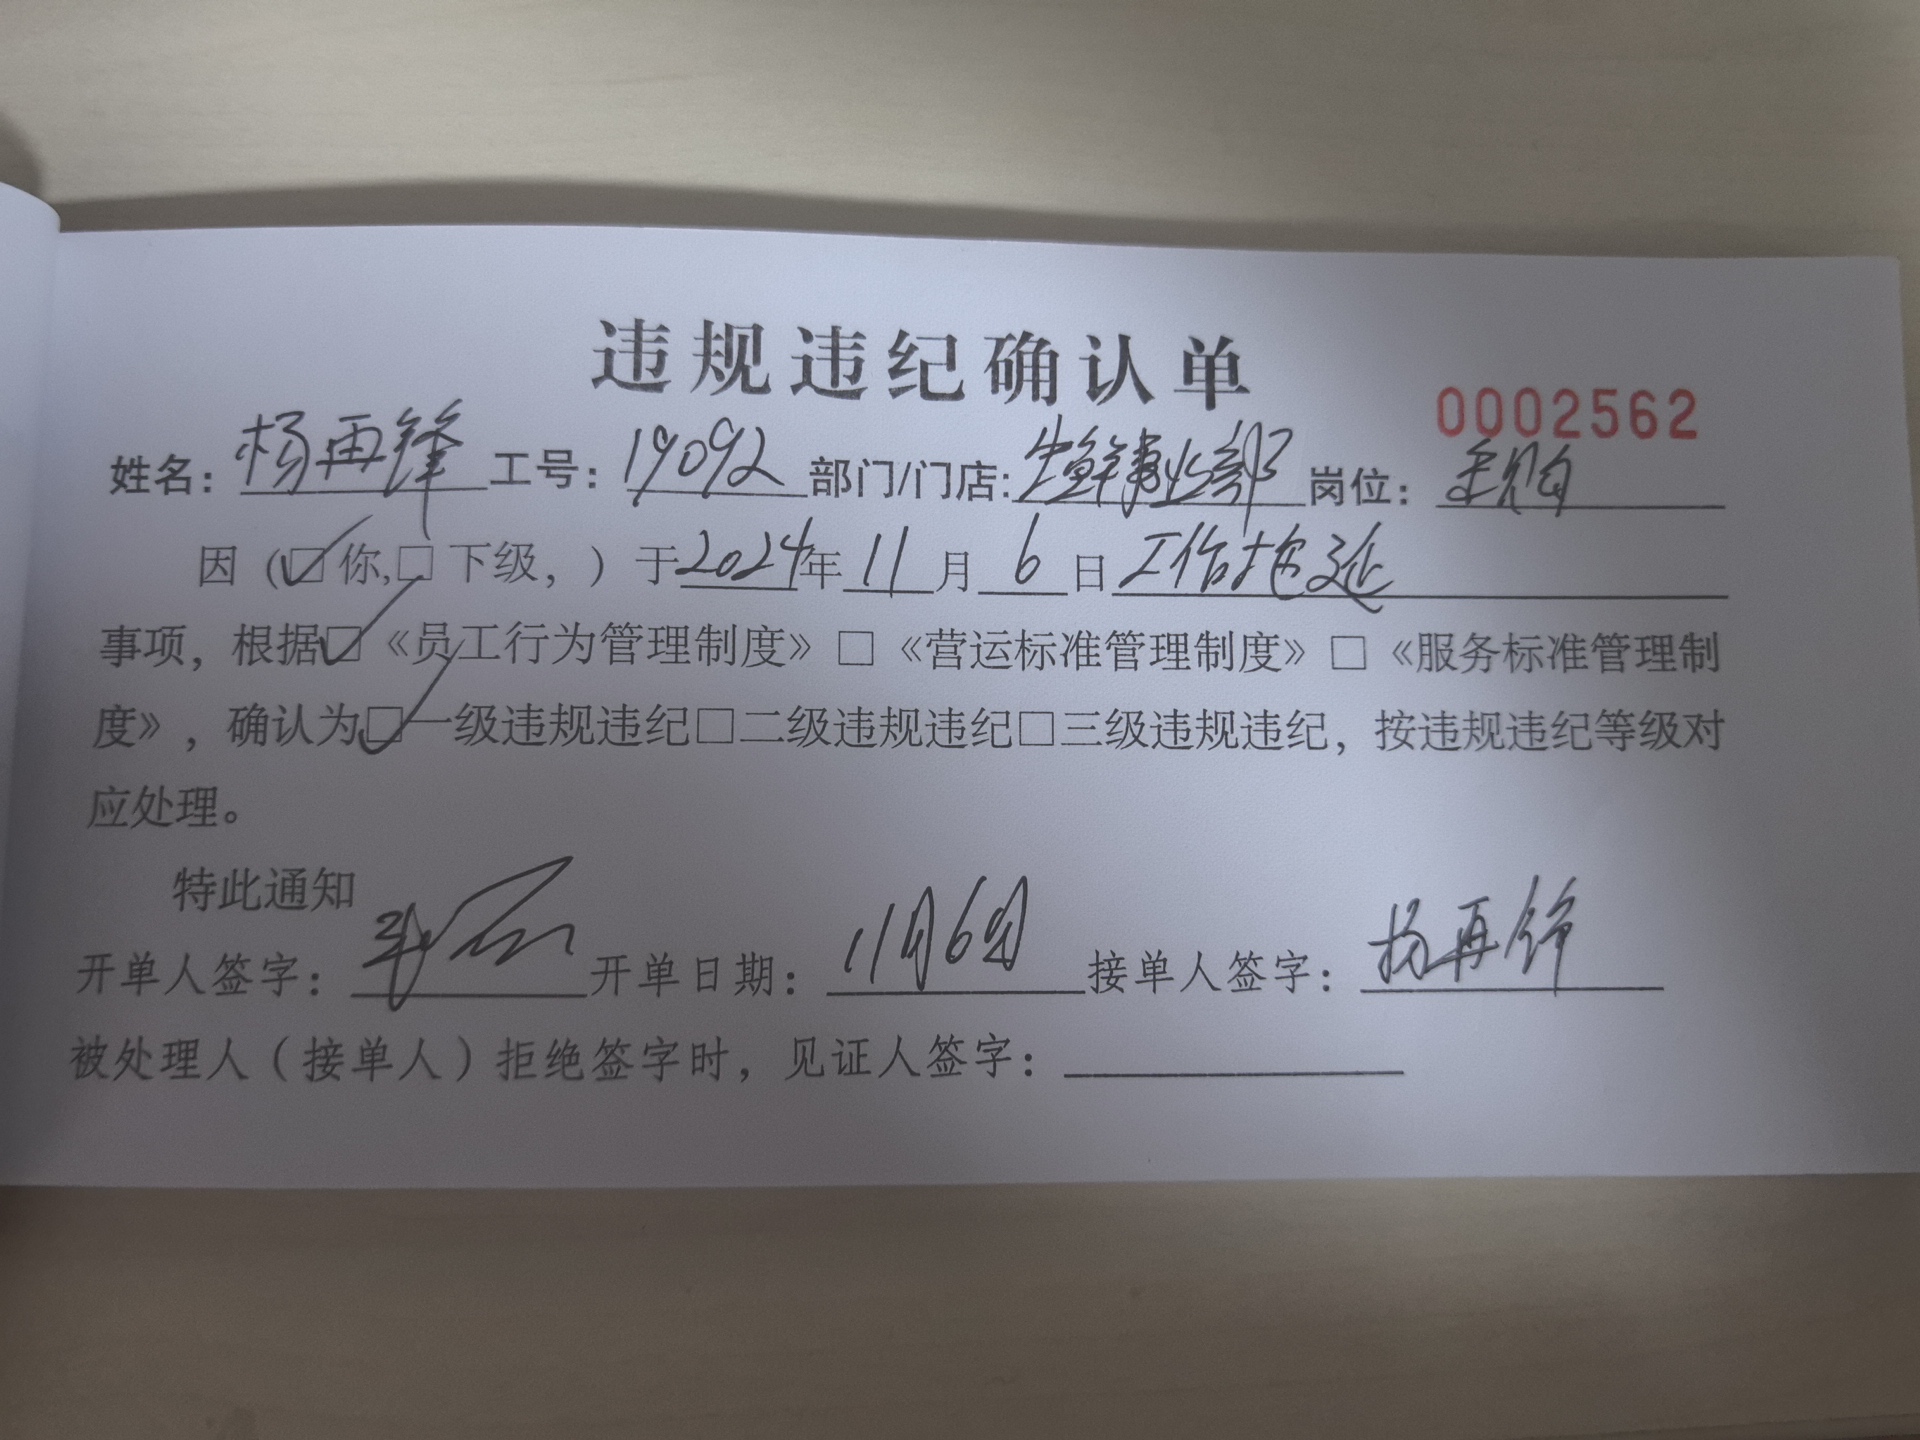 违规违纪确认单
0002562
姓名：杨再锋 工号：19092 部门/门店:生鲜事业部 岗位：采购
因（☑你,□下级，）于2024年11月6日工作拖延
事项，根据☑《员工行为管理制度》□《营运标准管理制度》□《服务标准管理制
度》，确认为☑一级违规违纪□二级违规违纪□三级违规违纪，按违规违纪等级对
应处理。
特此通知
开单人签字： 开单日期：11月6日 接单人签字：杨再锋
被处理人（接单人）拒绝签字时，见证人签字：